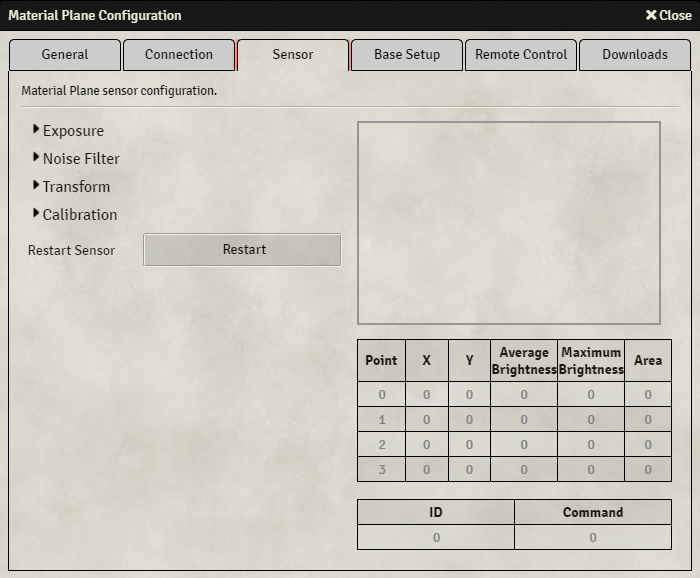 Material Plane Configuration
Close
General Connection Sensor Base Setup Remote Control Downloads
Material Plane sensor configuration.
Exposure
Noise Filter
Transform
Calibration
Restart Sensor Restart
Point X Y Average Brightness Maximum Brightness Area
0 0 0 0 0 0
1 0 0 0 0 0
2 0 0 0 0 0
3 0 0 0 0 0
ID Command
0 0